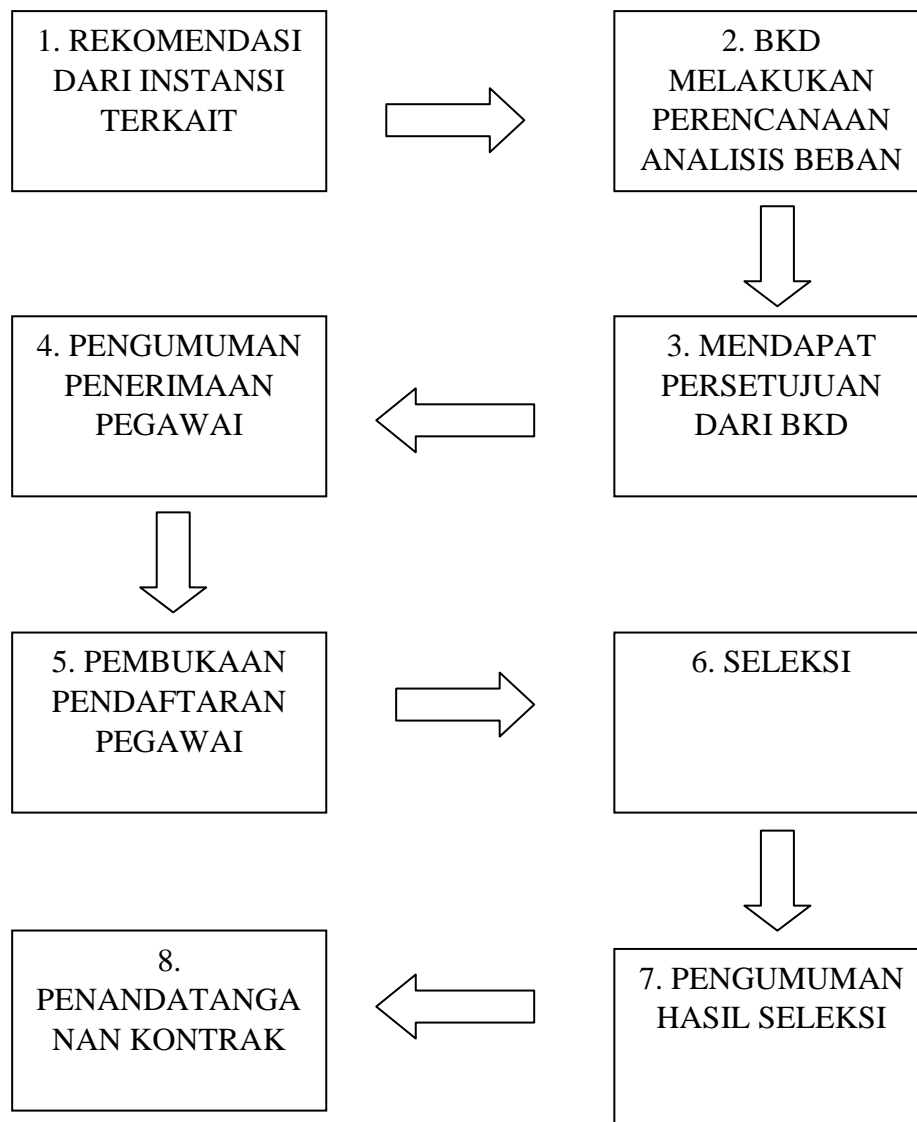 1. REKOMENDASI
DARI INSTANSI
TERKAIT
2. BKD
MELAKUKAN
PERENCANAAN
ANALISIS BEBAN
3. MENDAPAT
PERSETUJUAN
DARI BKD
4. PENGUMUMAN
PENERIMAAN
PEGAWAI
5. PEMBUKAAN
PENDAFTARAN
PEGAWAI
6. SELEKSI
7. PENGUMUMAN
HASIL SELEKSI
8.
PENANDATANGA
NAN KONTRAK